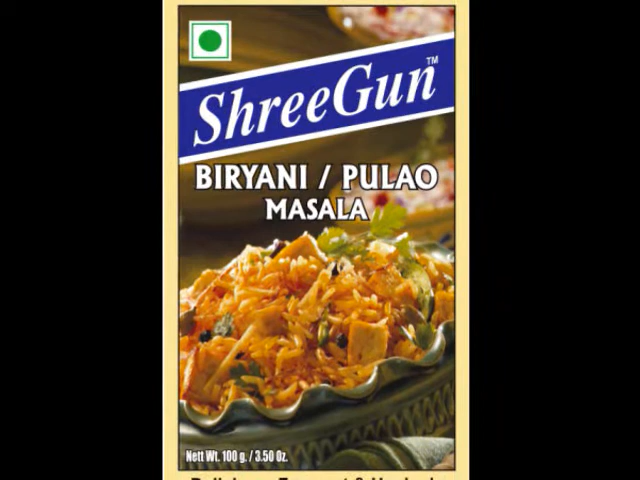 ShreeGun™
BIRYANI / PULAO
MASALA
Nett Wt. 100 g. / 3.50 Oz.